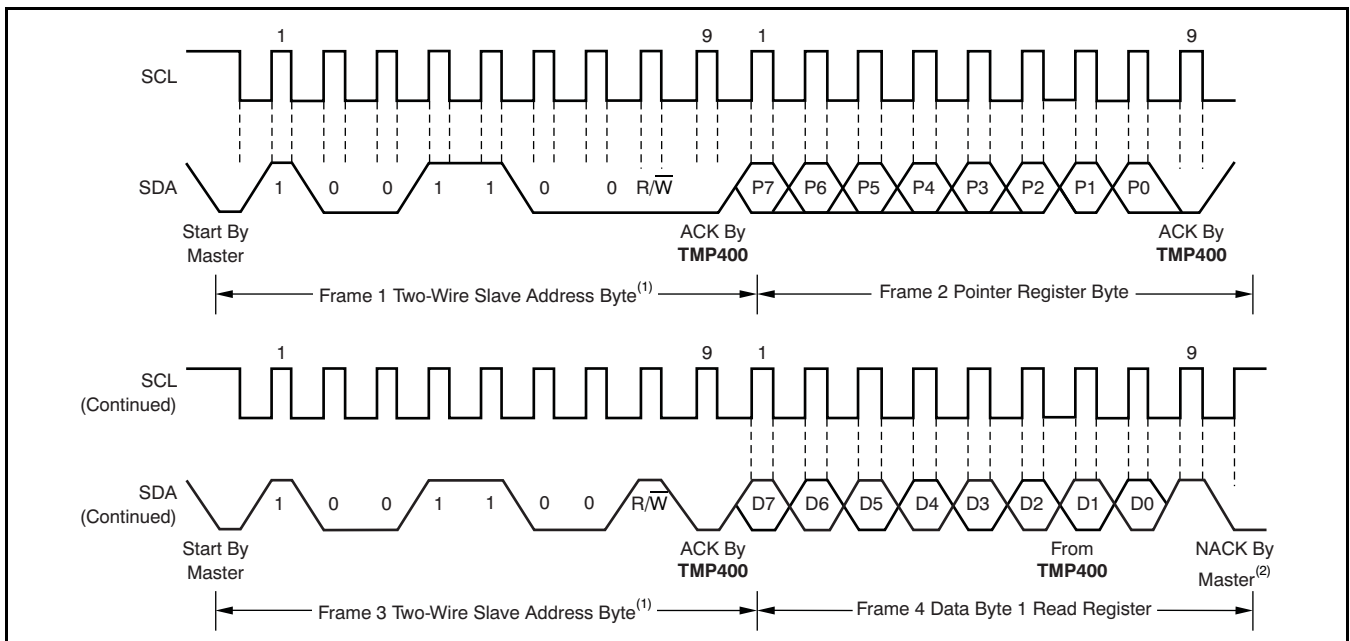 1 9 1 9
SCL
SDA 1 0 0 1 1 0 0 R/W̅ P7 P6 P5 P4 P3 P2 P1 P0
Start By ACK By ACK By
Master TMP400 TMP400
Frame 1 Two-Wire Slave Address Byte(1) Frame 2 Pointer Register Byte
1 9 1 9
SCL
(Continued)
SDA 1 0 0 1 1 0 0 R/W̅ D7 D6 D5 D4 D3 D2 D1 D0
(Continued)
Start By ACK By From NACK By
Master TMP400 TMP400 Master(2)
Frame 3 Two-Wire Slave Address Byte(1) Frame 4 Data Byte 1 Read Register